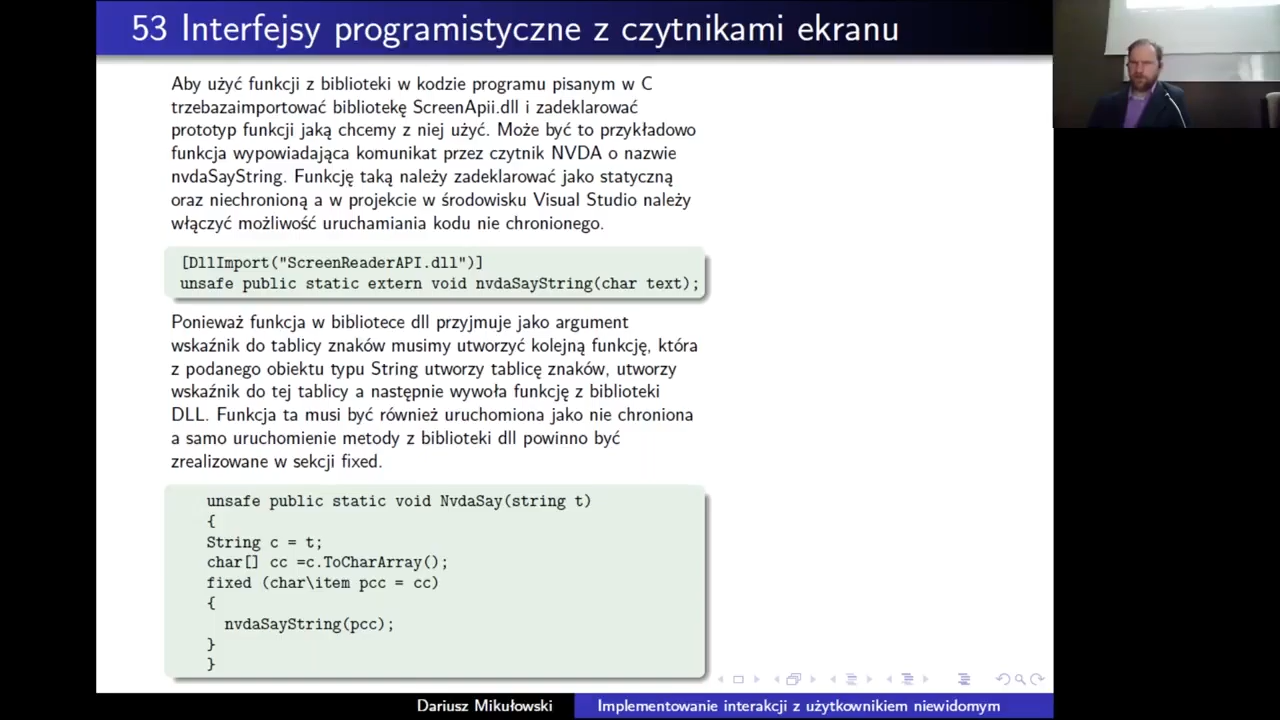 53 Interfejsy programistyczne z czytnikami ekranu
Aby użyć funkcji z biblioteki w kodzie programu pisanym w C
trzebazaimportować bibliotekę ScreenApii.dll i zadeklarować
prototyp funkcji jaką chcemy z niej użyć. Może być to przykładowo
funkcja wypowiadająca komunikat przez czytnik NVDA o nazwie
nvdaSayString. Funkcję taką należy zadeklarować jako statyczną
oraz niechronioną a w projekcie w środowisku Visual Studio należy
włączyć możliwość uruchamiania kodu nie chronionego.
[DllImport("ScreenReaderAPI.dll")]
unsafe public static extern void nvdaSayString(char text);
Ponieważ funkcja w bibliotece dll przyjmuje jako argument
wskaźnik do tablicy znaków musimy utworzyć kolejną funkcję, która
z podanego obiektu typu String utworzy tablicę znaków, utworzy
wskaźnik do tej tablicy a następnie wywoła funkcję z biblioteki
DLL. Funkcja ta musi być również uruchomiona jako nie chroniona
a samo uruchomienie metody z biblioteki dll powinno być
zrealizowane w sekcji fixed.
unsafe public static void NvdaSay(string t)
{
String c = t;
char[] cc =c.ToCharArray();
fixed (char\item pcc = cc)
{
nvdaSayString(pcc);
}
}
Dariusz Mikułowski
Implementowanie interakcji z użytkownikiem niewidomym